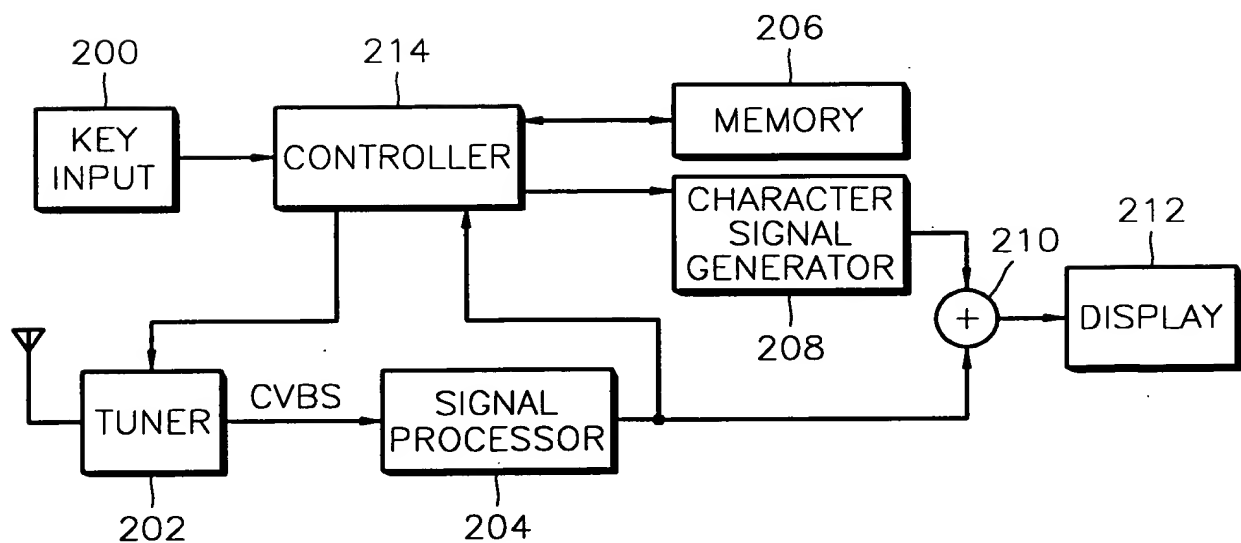 200
214
206
KEY
INPUT
CONTROLLER
MEMORY
CHARACTER
SIGNAL
GENERATOR
208
210
+
212
DISPLAY
TUNER
202
CVBS
SIGNAL
PROCESSOR
204